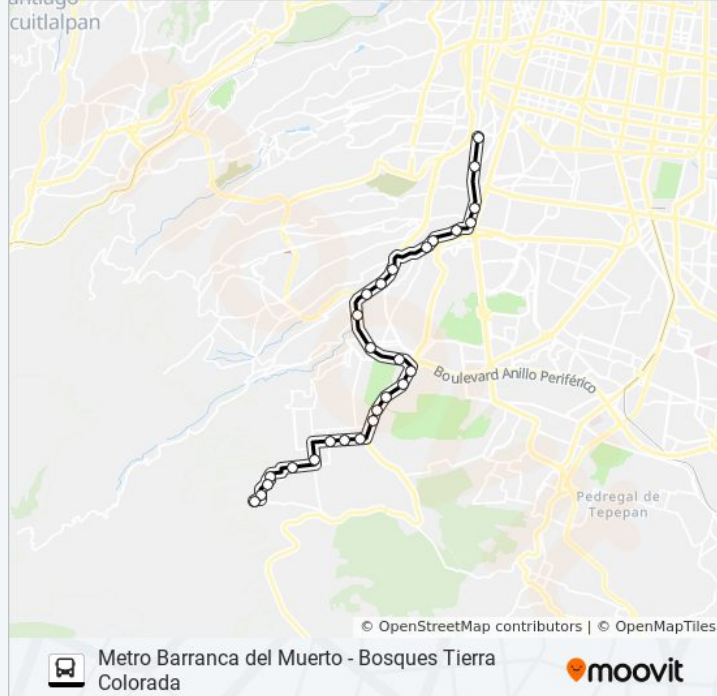 cuitlalpan
Boulevard Anillo Periférico
Pedregal de
Tepepan
© OpenStreetMap contributors | © OpenMapTiles
Metro Barranca del Muerto - Bosques Tierra
Colorada
moovit